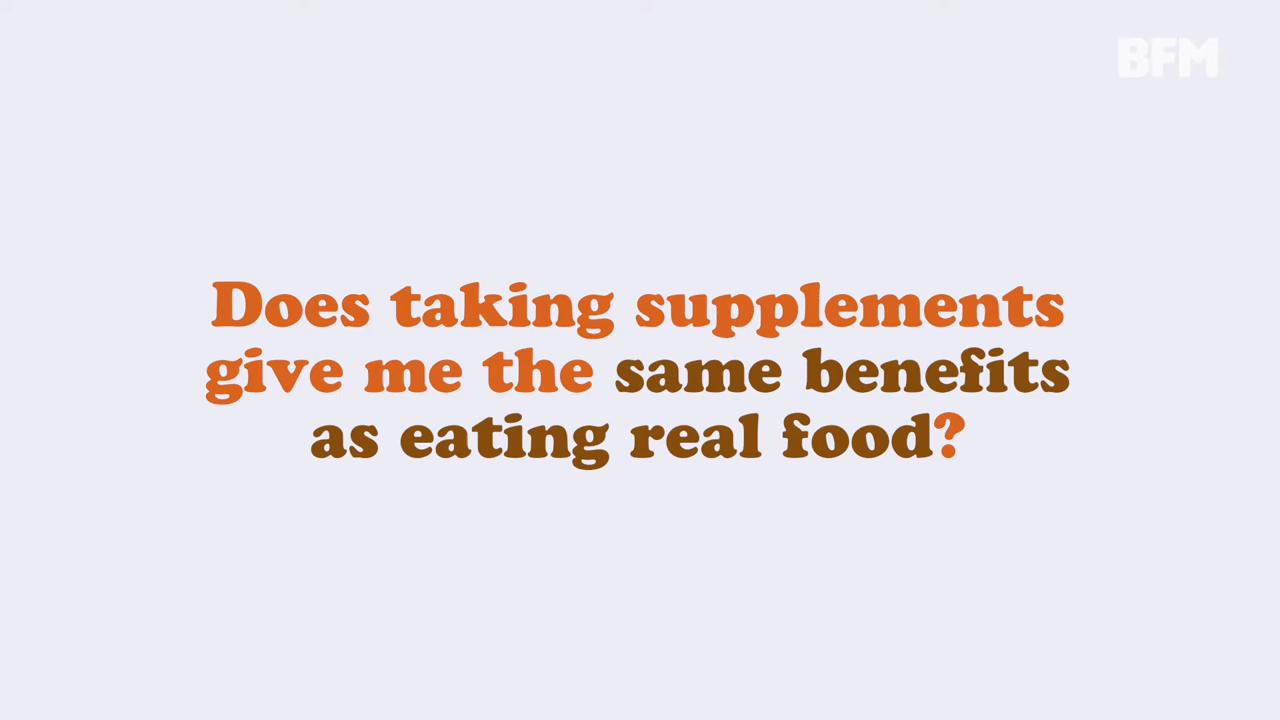 BFM
Does taking supplements
give me the same benefits
as eating real food?